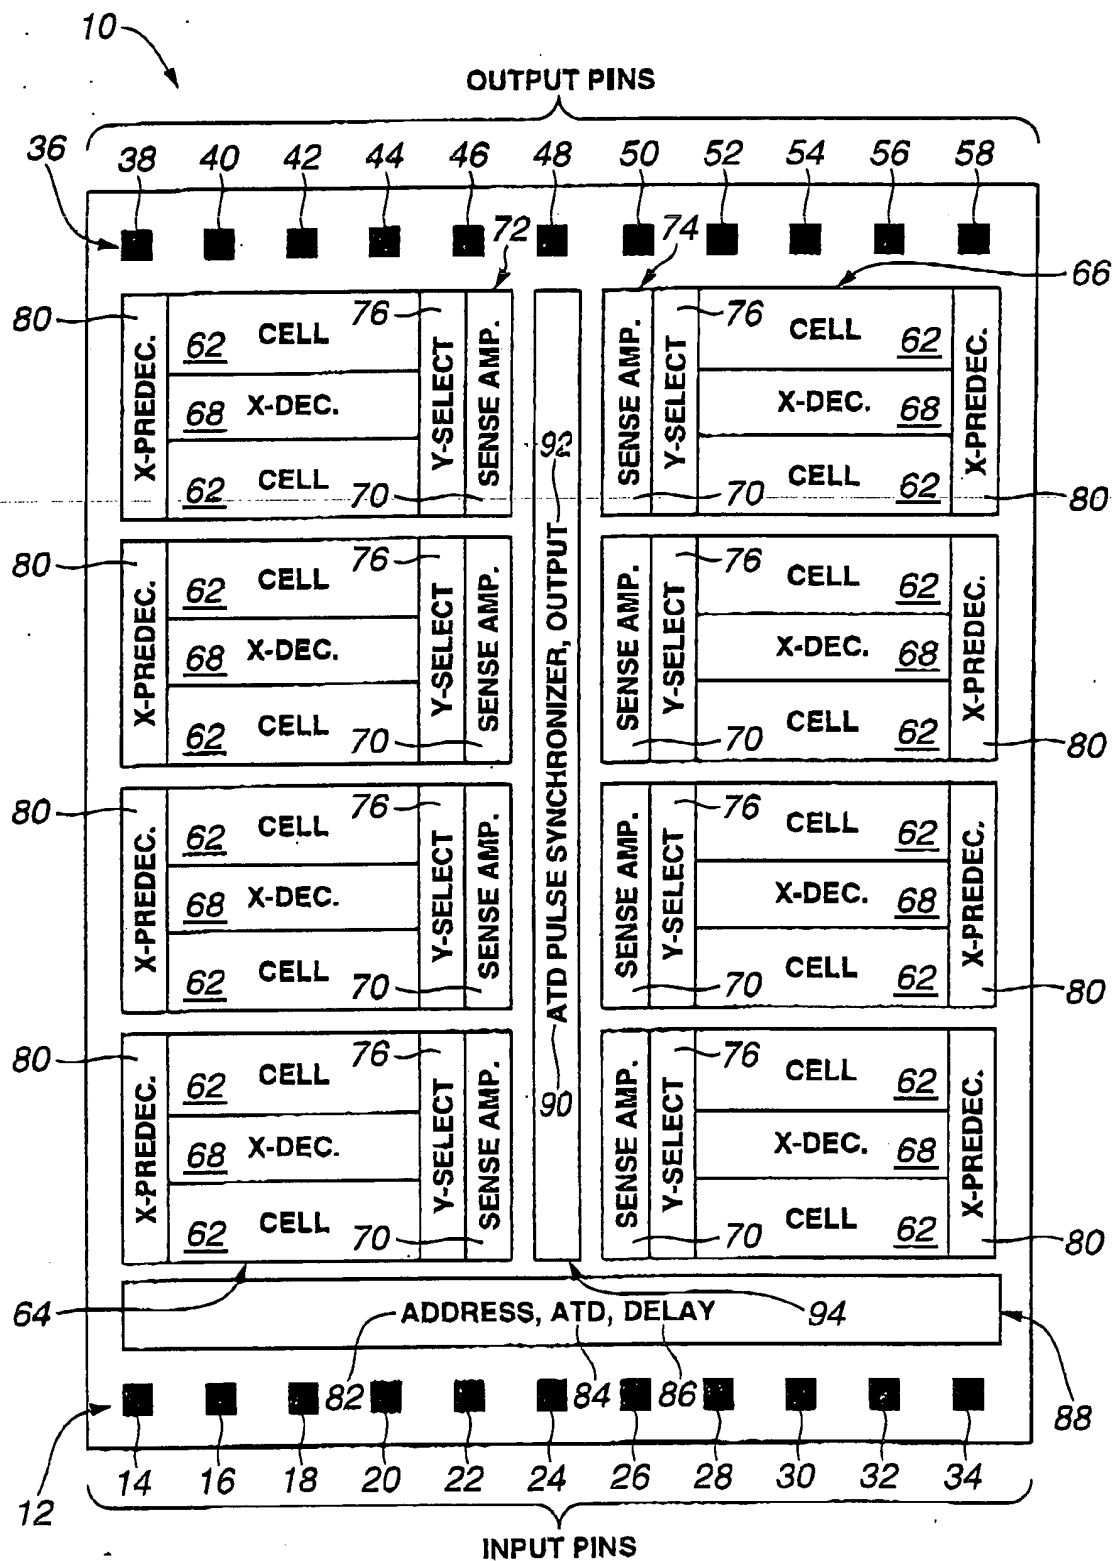 10
OUTPUT PINS
36 38 40 42 44 46 48 50 52 54 56 58
72 74 66
80 X-PREDEC. 62 CELL 76 Y-SELECT SENSE AMP. SENSE AMP. Y-SELECT 76 CELL 62 X-PREDEC.
68 X-DEC. X-DEC. 68
62 CELL 70 70 CELL 62 80
80 X-PREDEC. 62 CELL 76 Y-SELECT SENSE AMP. SENSE AMP. Y-SELECT 76 CELL 62 X-PREDEC.
68 X-DEC. X-DEC. 68
62 CELL 70 70 CELL 62 80
80 X-PREDEC. 62 CELL 76 Y-SELECT SENSE AMP. SENSE AMP. Y-SELECT 76 CELL 62 X-PREDEC.
68 X-DEC. X-DEC. 68
62 CELL 70 70 CELL 62 80
80 X-PREDEC. 62 CELL 76 Y-SELECT SENSE AMP. SENSE AMP. Y-SELECT 76 CELL 62 X-PREDEC.
68 X-DEC. X-DEC. 68
62 CELL 70 70 CELL 62 80
92
ATD PULSE SYNCHRONIZER, OUTPUT
90
64 ADDRESS, ATD, DELAY 94
82 84 86 88
12 14 16 18 20 22 24 26 28 30 32 34
INPUT PINS